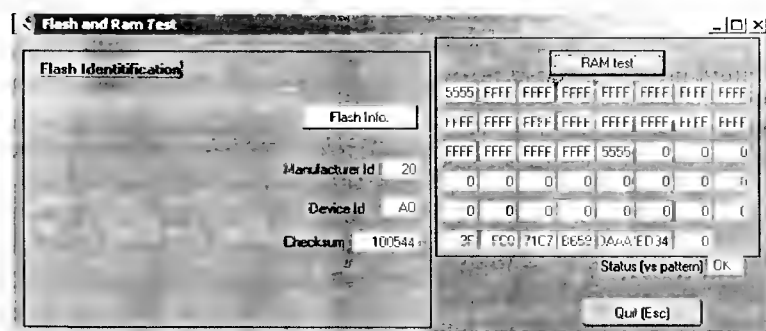 Flash and Ram Test
Flash Identitification
Flash Info.
Manufacturer Id 20
Device Id A0
Checksum 100544
RAM test
5555 FFFF FFFF FFFF FFFF FFFF FFFF FFFF
FFFF FFFF FFFF FFFF FFFF FFFF FFFF FFFF
FFFF FFFF FFFF FFFF 5555 0 0 0
0 0 0 0 0 0 0 0
0 0 0 0 0 0 0
3F FC0 71C7 B652 DAAA ED34 0
Status (vs pattern) OK
Quit (Esc)